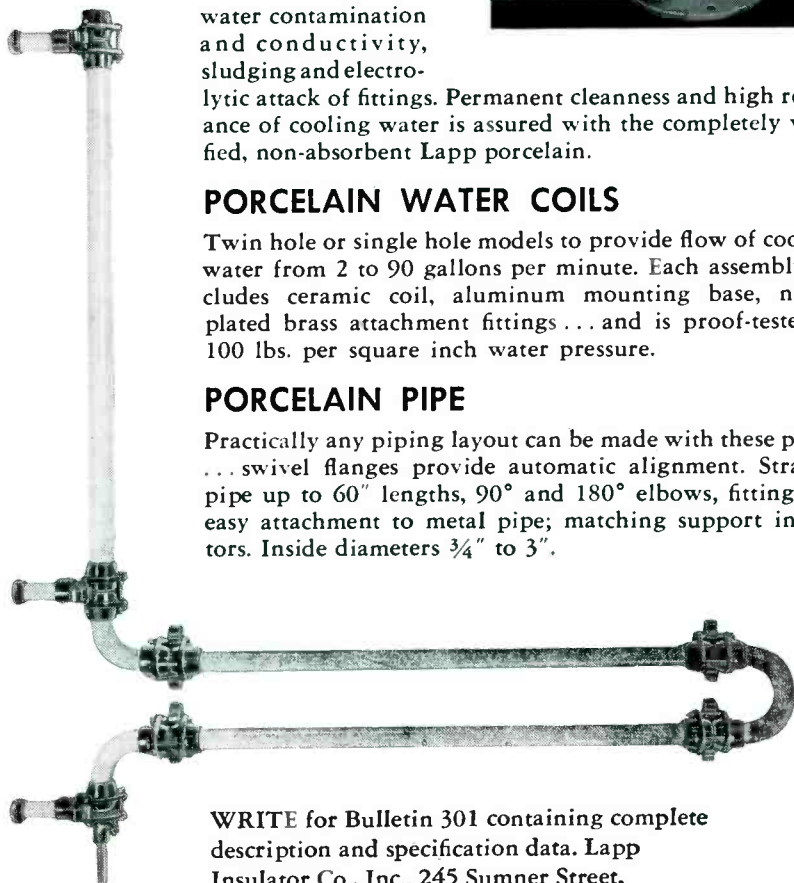 water contamination
and conductivity,
sludging and electro-
lytic attack of fittings. Permanent cleanness and high re
ance of cooling water is assured with the completely v
fied, non-absorbent Lapp porcelain.
PORCELAIN WATER COILS
Twin hole or single hole models to provide flow of coo
water from 2 to 90 gallons per minute. Each assembl
cludes ceramic coil, aluminum mounting base, n
plated brass attachment fittings ... and is proof-teste
100 lbs. per square inch water pressure.
PORCELAIN PIPE
Practically any piping layout can be made with these p
... swivel flanges provide automatic alignment. Stra
pipe up to 60" lengths, 90° and 180° elbows, fitting
easy attachment to metal pipe; matching support in
tors. Inside diameters ¾" to 3".
WRITE for Bulletin 301 containing complete
description and specification data. Lapp
Insulator Co., Inc., 245 Sumner Street,